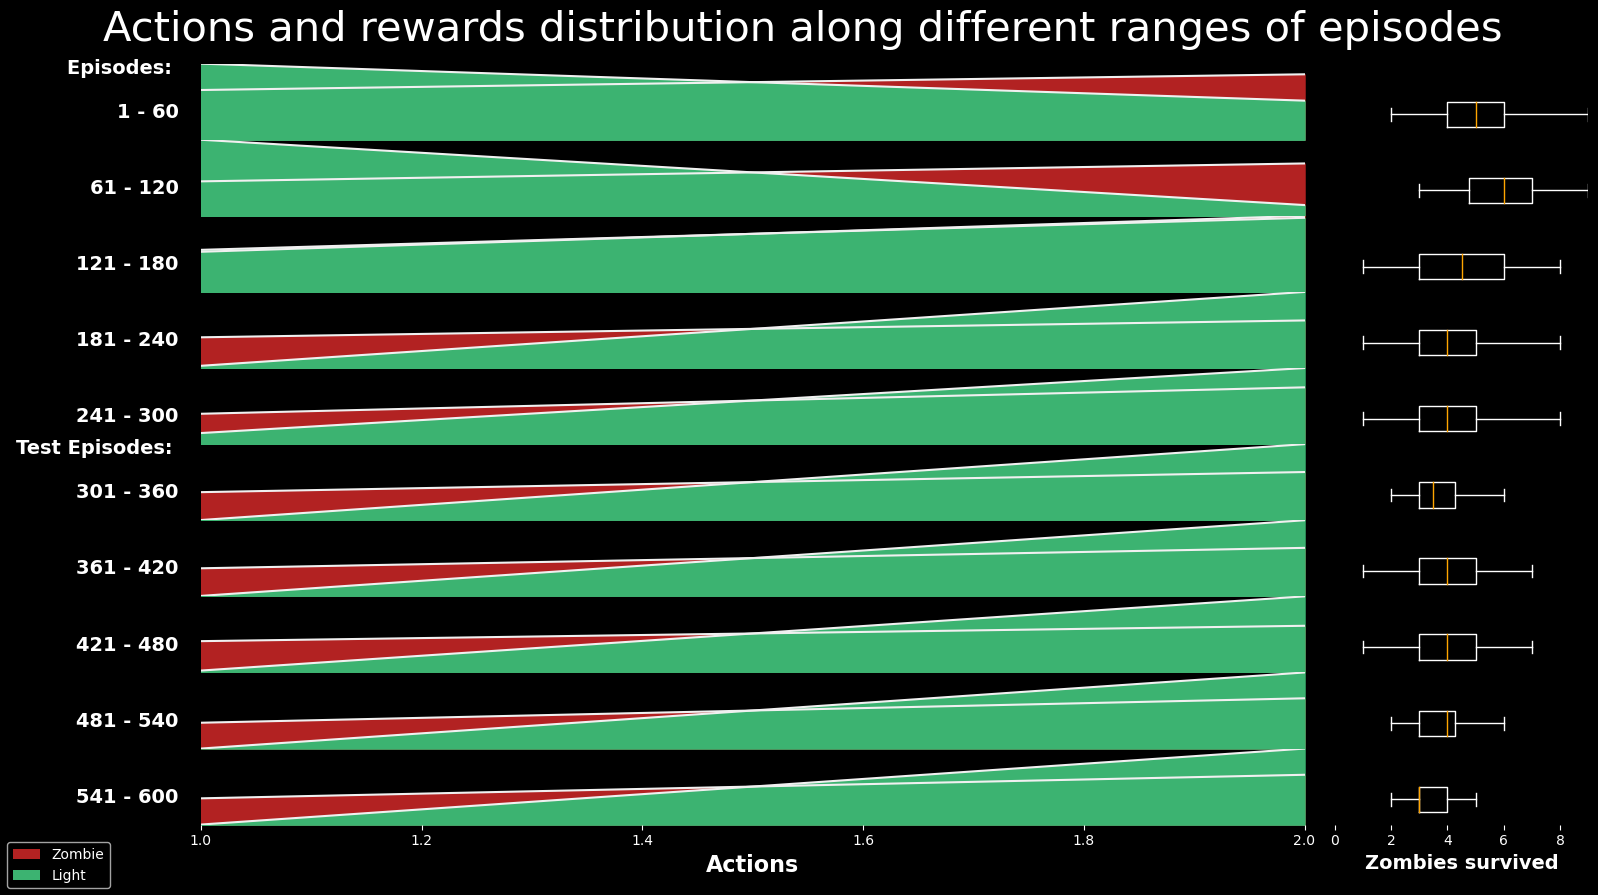 Actions and rewards distribution along different ranges of episodes
Episodes:
1 - 60
61 - 120
121 - 180
181 - 240
241 - 300
Test Episodes:
301 - 360
361 - 420
421 - 480
481 - 540
541 - 600
1.0 1.2 1.4 1.6 1.8 2.0
Actions
0 2 4 6 8
Zombies survived
Zombie
Light